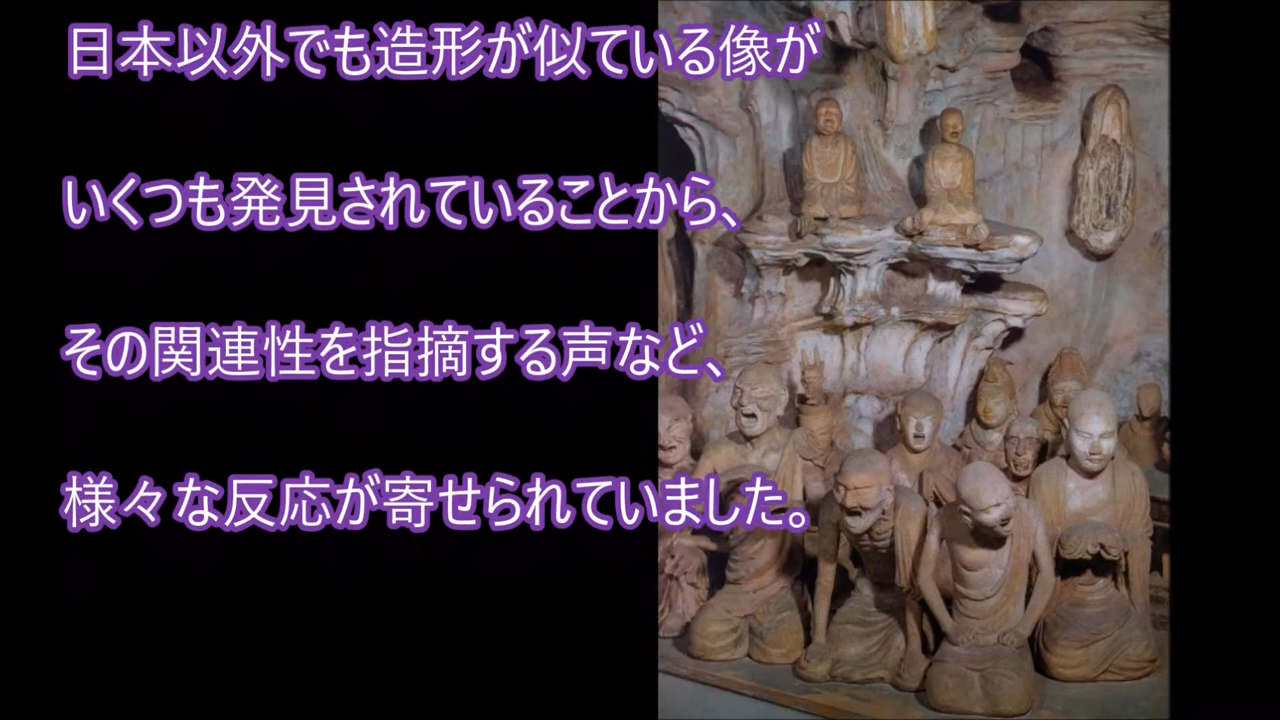 日本以外でも造形が似ている像が
いくつも発見されていることから、
その関連性を指摘する声など、
様々な反応が寄せられていました。